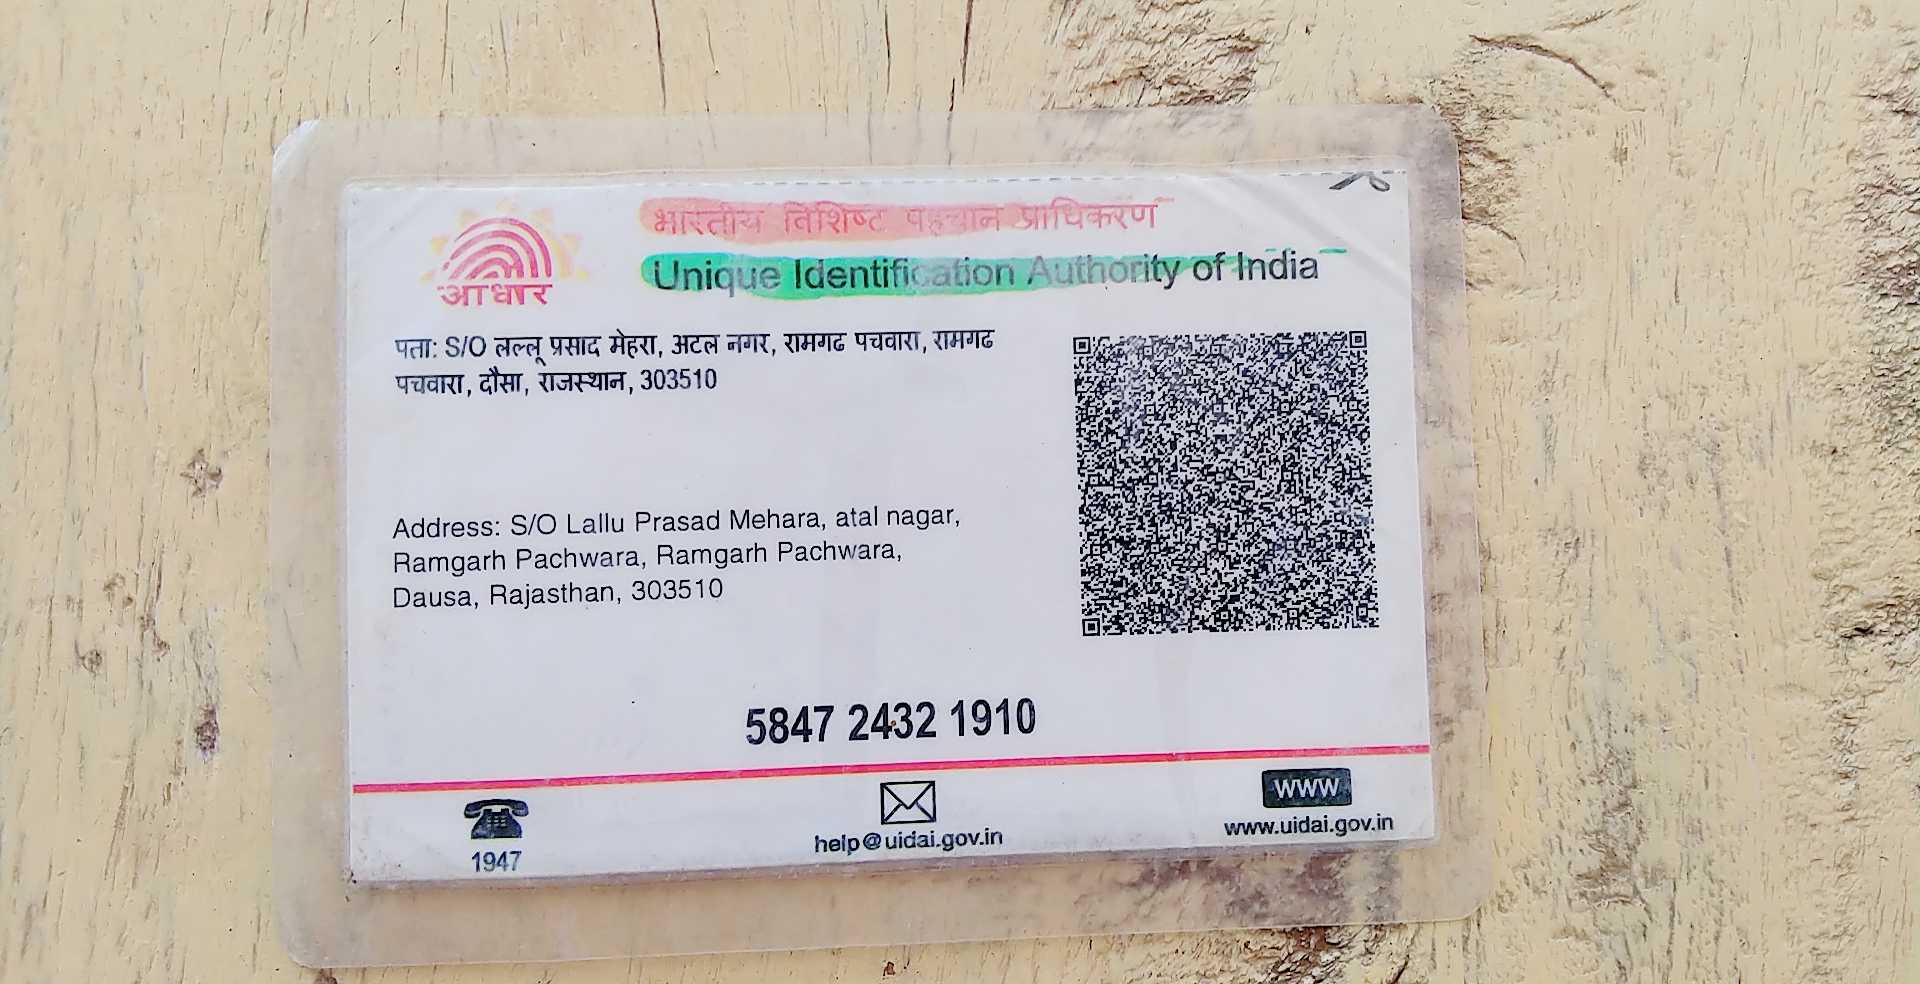 भारतीय विशिष्ट पहचान प्राधिकरण
Unique Identification Authority of India
आधार
पता: S/O लल्लू प्रसाद मेहरा, अटल नगर, रामगढ पचवारा, रामगढ
पचवारा, दौसा, राजस्थान, 303510
Address: S/O Lallu Prasad Mehara, atal nagar,
Ramgarh Pachwara, Ramgarh Pachwara,
Dausa, Rajasthan, 303510
5847 2432 1910
1947
help@uidai.gov.in
www
www.uidai.gov.in